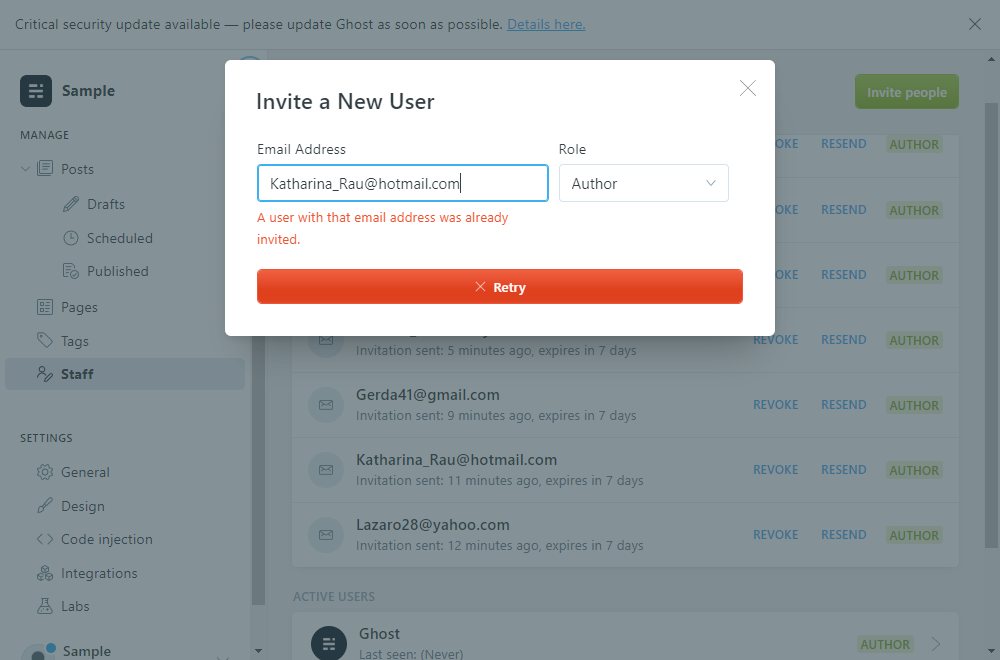 Critical security update available — please update Ghost as soon as possible. Details here.
Sample
Invite people
MANAGE
Posts
Drafts
Scheduled
Published
Pages
Tags
Staff
SETTINGS
General
Design
Code injection
Integrations
Labs
Sample
Invite a New User
Email Address
Role
Katharina_Rau@hotmail.com
Author
A user with that email address was already
invited.
Retry
RESEND AUTHOR
RESEND AUTHOR
RESEND AUTHOR
Invitation sent: 5 minutes ago, expires in 7 days
REVOKE RESEND AUTHOR
Gerda41@gmail.com
Invitation sent: 9 minutes ago, expires in 7 days
REVOKE RESEND AUTHOR
Katharina_Rau@hotmail.com
Invitation sent: 11 minutes ago, expires in 7 days
REVOKE RESEND AUTHOR
Lazaro28@yahoo.com
Invitation sent: 12 minutes ago, expires in 7 days
REVOKE RESEND AUTHOR
ACTIVE USERS
Ghost
Last seen: (Never)
AUTHOR